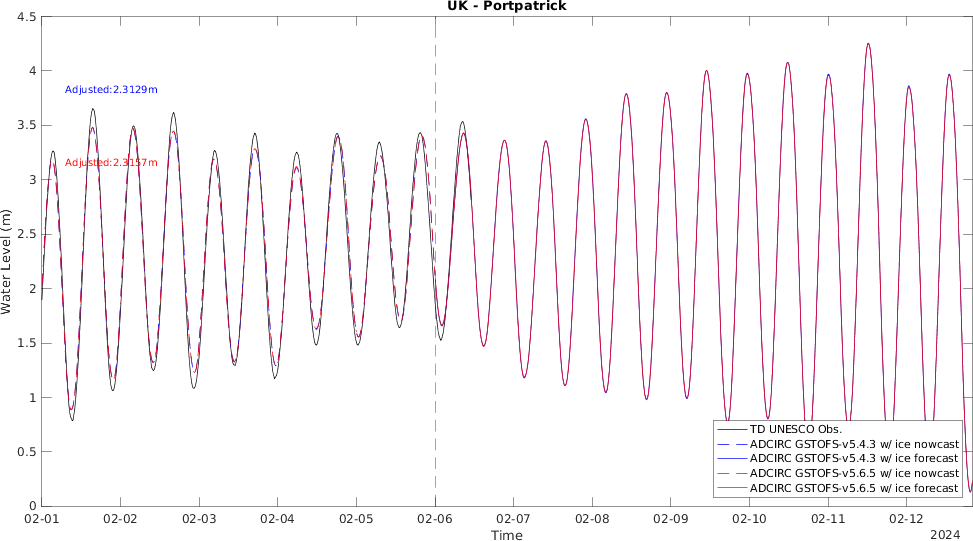 UK - Portpatrick
4.5
4
3.5
3
2.5
2
1.5
1
0.5
0
Water Level (m)
Adjusted:2.3129m
Adjusted:2.3157m
TD UNESCO Obs.
ADCIRC GSTOFS-v5.4.3 w/ ice nowcast
ADCIRC GSTOFS-v5.4.3 w/ ice forecast
ADCIRC GSTOFS-v5.6.5 w/ ice nowcast
ADCIRC GSTOFS-v5.6.5 w/ ice forecast
02-01 02-02 02-03 02-04 02-05 02-06 02-07 02-08 02-09 02-10 02-11 02-12
Time
2024